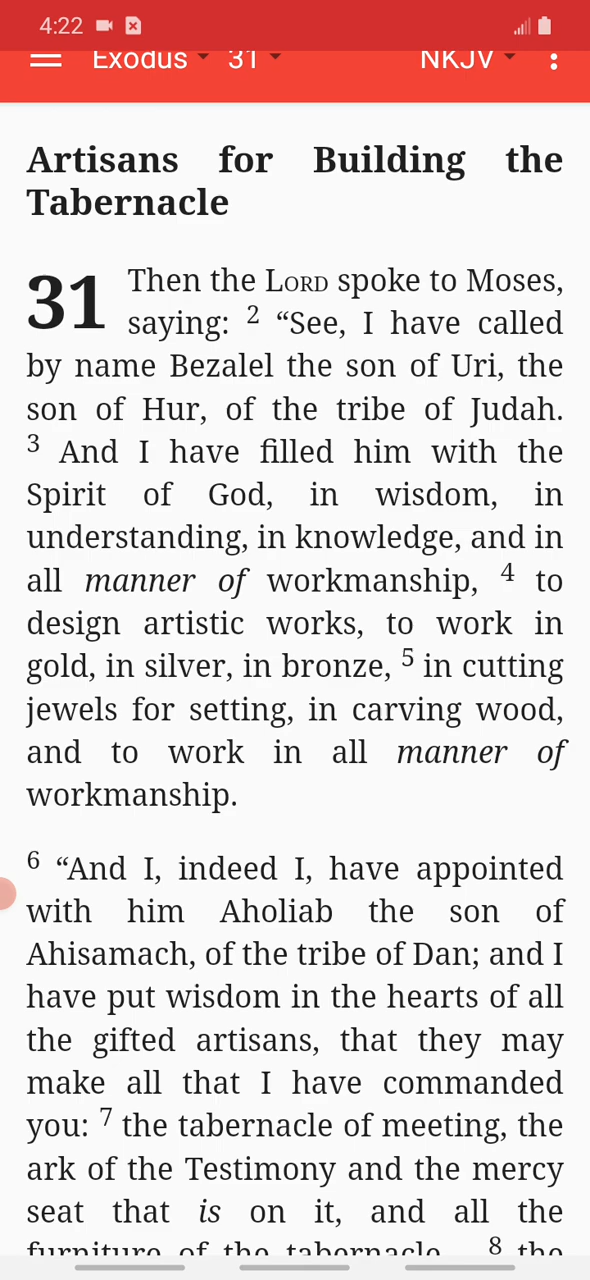 4:22
Exodus 31 NKJV
Artisans for Building the
Tabernacle
31 Then the LORD spoke to Moses,
saying: 2 “See, I have called
by name Bezalel the son of Uri, the
son of Hur, of the tribe of Judah.
3 And I have filled him with the
Spirit of God, in wisdom, in
understanding, in knowledge, and in
all manner of workmanship, 4 to
design artistic works, to work in
gold, in silver, in bronze, 5 in cutting
jewels for setting, in carving wood,
and to work in all manner of
workmanship.
6 “And I, indeed I, have appointed
with him Aholiab the son of
Ahisamach, of the tribe of Dan; and I
have put wisdom in the hearts of all
the gifted artisans, that they may
make all that I have commanded
you: 7 the tabernacle of meeting, the
ark of the Testimony and the mercy
seat that is on it, and all the
furniture of the tabernacle— 8 the